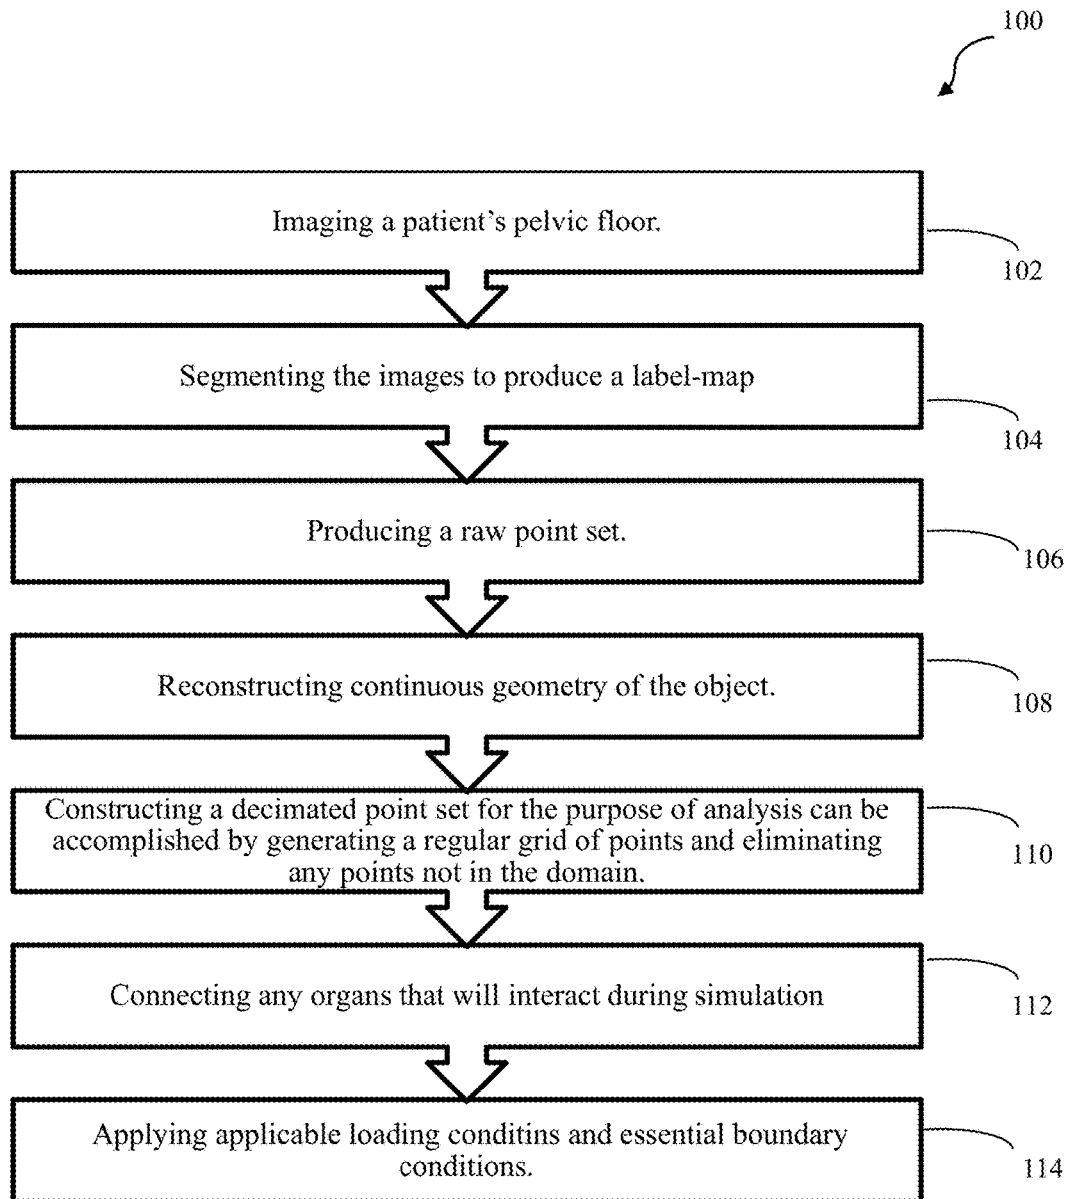 100
Imaging a patient's pelvic floor.
102
Segmenting the images to produce a label-map
104
Producing a raw point set.
106
Reconstructing continuous geometry of the object.
108
Constructing a decimated point set for the purpose of analysis can be
accomplished by generating a regular grid of points and eliminating
any points not in the domain.
110
Connecting any organs that will interact during simulation
112
Applying applicable loading conditins and essential boundary
conditions.
114